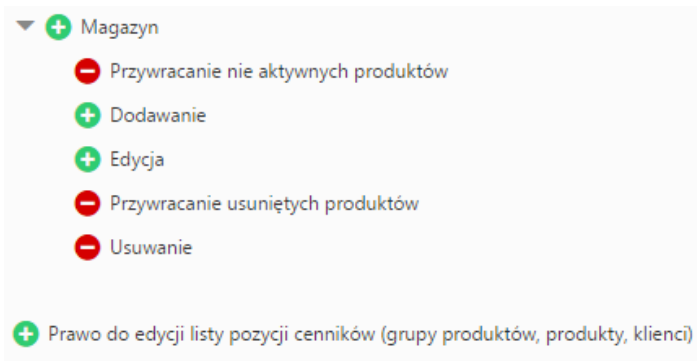 Magazyn
Przywracanie nie aktywnych produktów
Dodawanie
Edycja
Przywracanie usuniętych produktów
Usuwanie
Prawo do edycji listy pozycji cenników (grupy produktów, produkty, klienci)